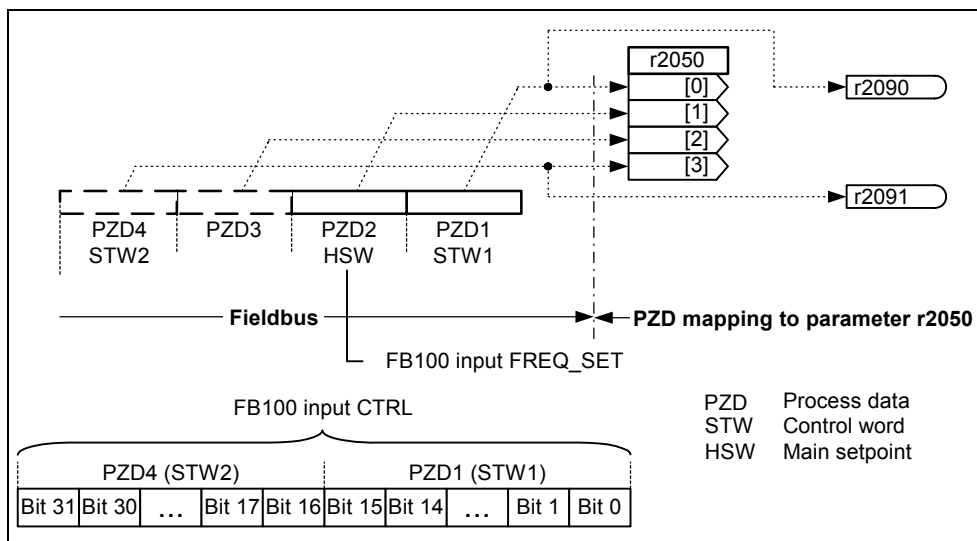 r2050
[0]
r2090
[1]
[2]
[3]
r2091
PZD4 PZD3 PZD2 PZD1
STW2 HSW STW1
Fieldbus PZD mapping to parameter r2050
FB100 input FREQ_SET
FB100 input CTRL
PZD Process data
STW Control word
HSW Main setpoint
PZD4 (STW2) PZD1 (STW1)
Bit 31 Bit 30 ... Bit 17 Bit 16 Bit 15 Bit 14 ... Bit 1 Bit 0